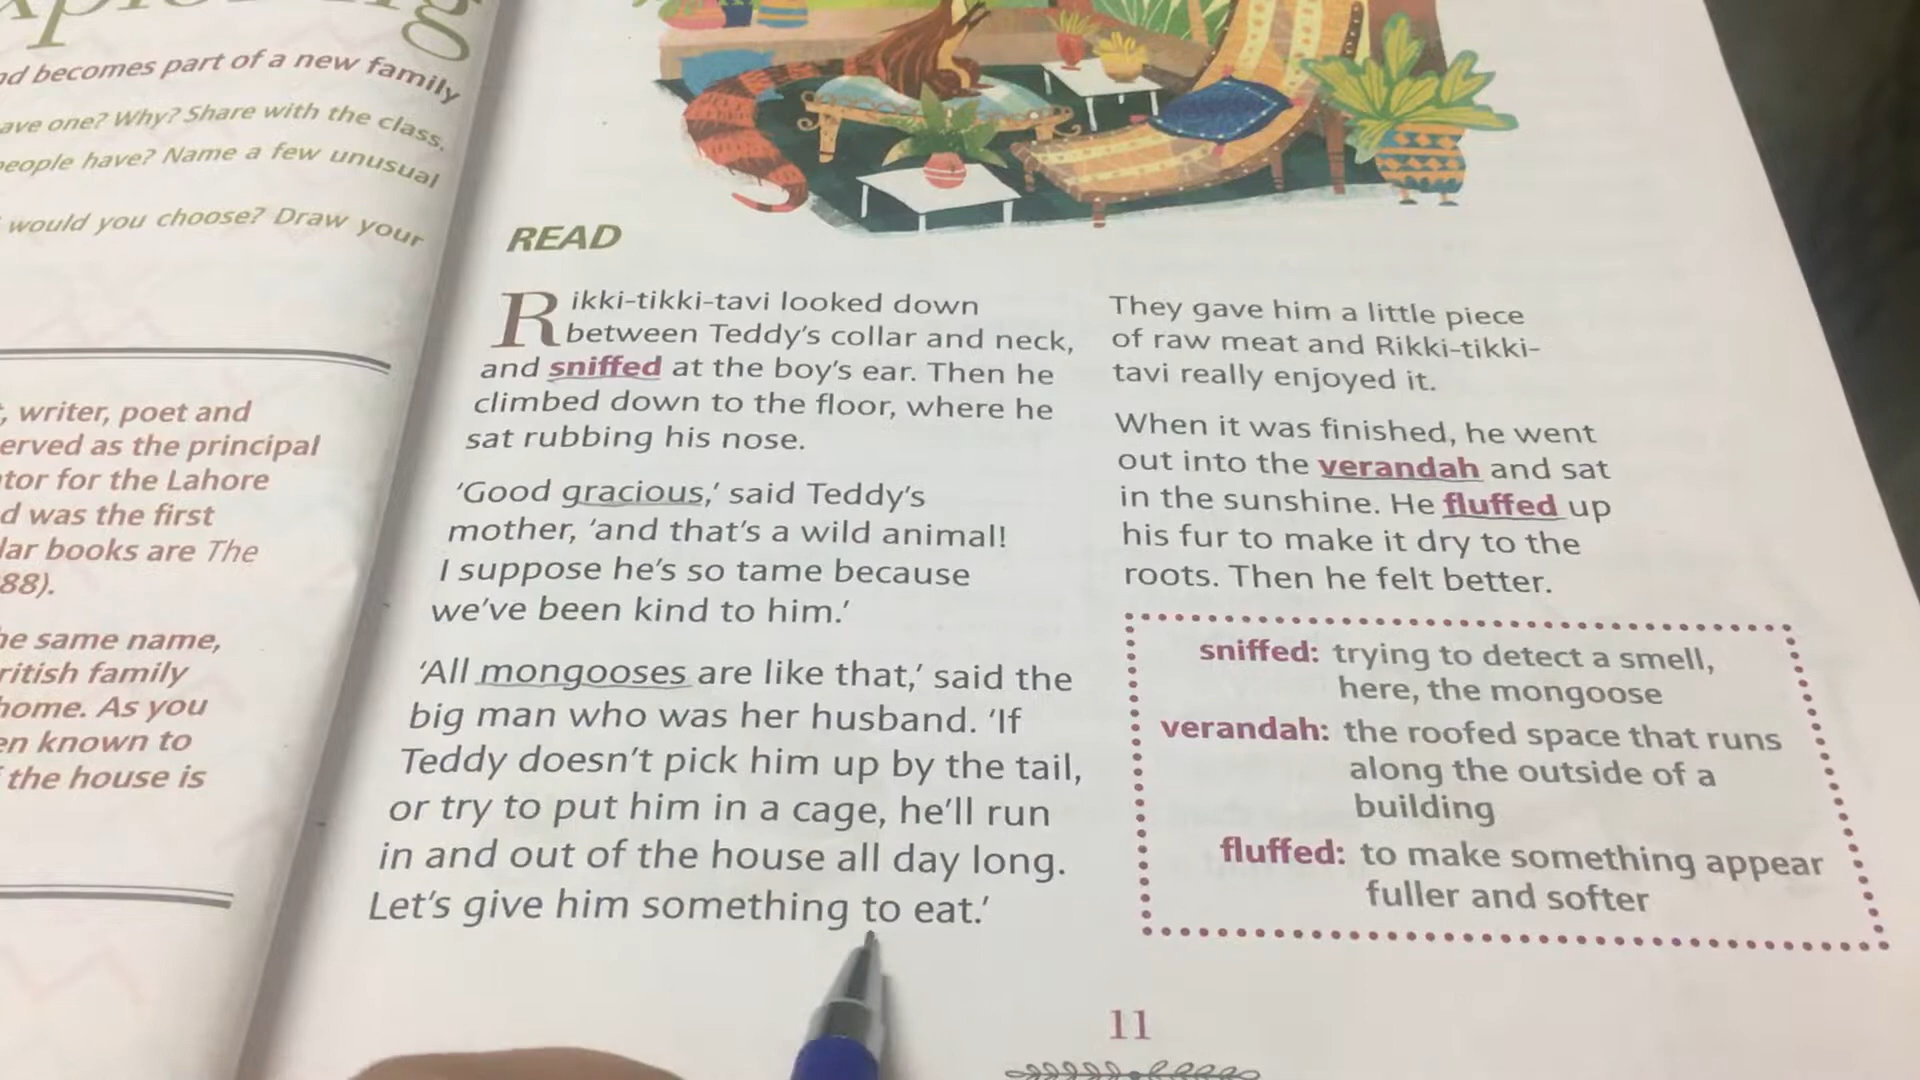 nd becomes part of a new family
ave one? Why? Share with the class.
people have? Name a few unusual
would you choose? Draw your
, writer, poet and
erved as the principal
tor for the Lahore
d was the first
lar books are The
88).
he same name,
ritish family
home. As you
en known to
the house is
READ
Rikki-tikki-tavi looked down
between Teddy's collar and neck,
and sniffed at the boy's ear. Then he
climbed down to the floor, where he
sat rubbing his nose.
'Good gracious,' said Teddy's
mother, 'and that's a wild animal!
I suppose he's so tame because
we've been kind to him.'
'All mongooses are like that,' said the
big man who was her husband. 'If
Teddy doesn't pick him up by the tail,
or try to put him in a cage, he'll run
in and out of the house all day long.
Let's give him something to eat.'
They gave him a little piece
of raw meat and Rikki-tikki-
tavi really enjoyed it.
When it was finished, he went
out into the verandah and sat
in the sunshine. He fluffed up
his fur to make it dry to the
roots. Then he felt better.
sniffed: trying to detect a smell,
here, the mongoose
verandah: the roofed space that runs
along the outside of a
building
fluffed: to make something appear
fuller and softer
11